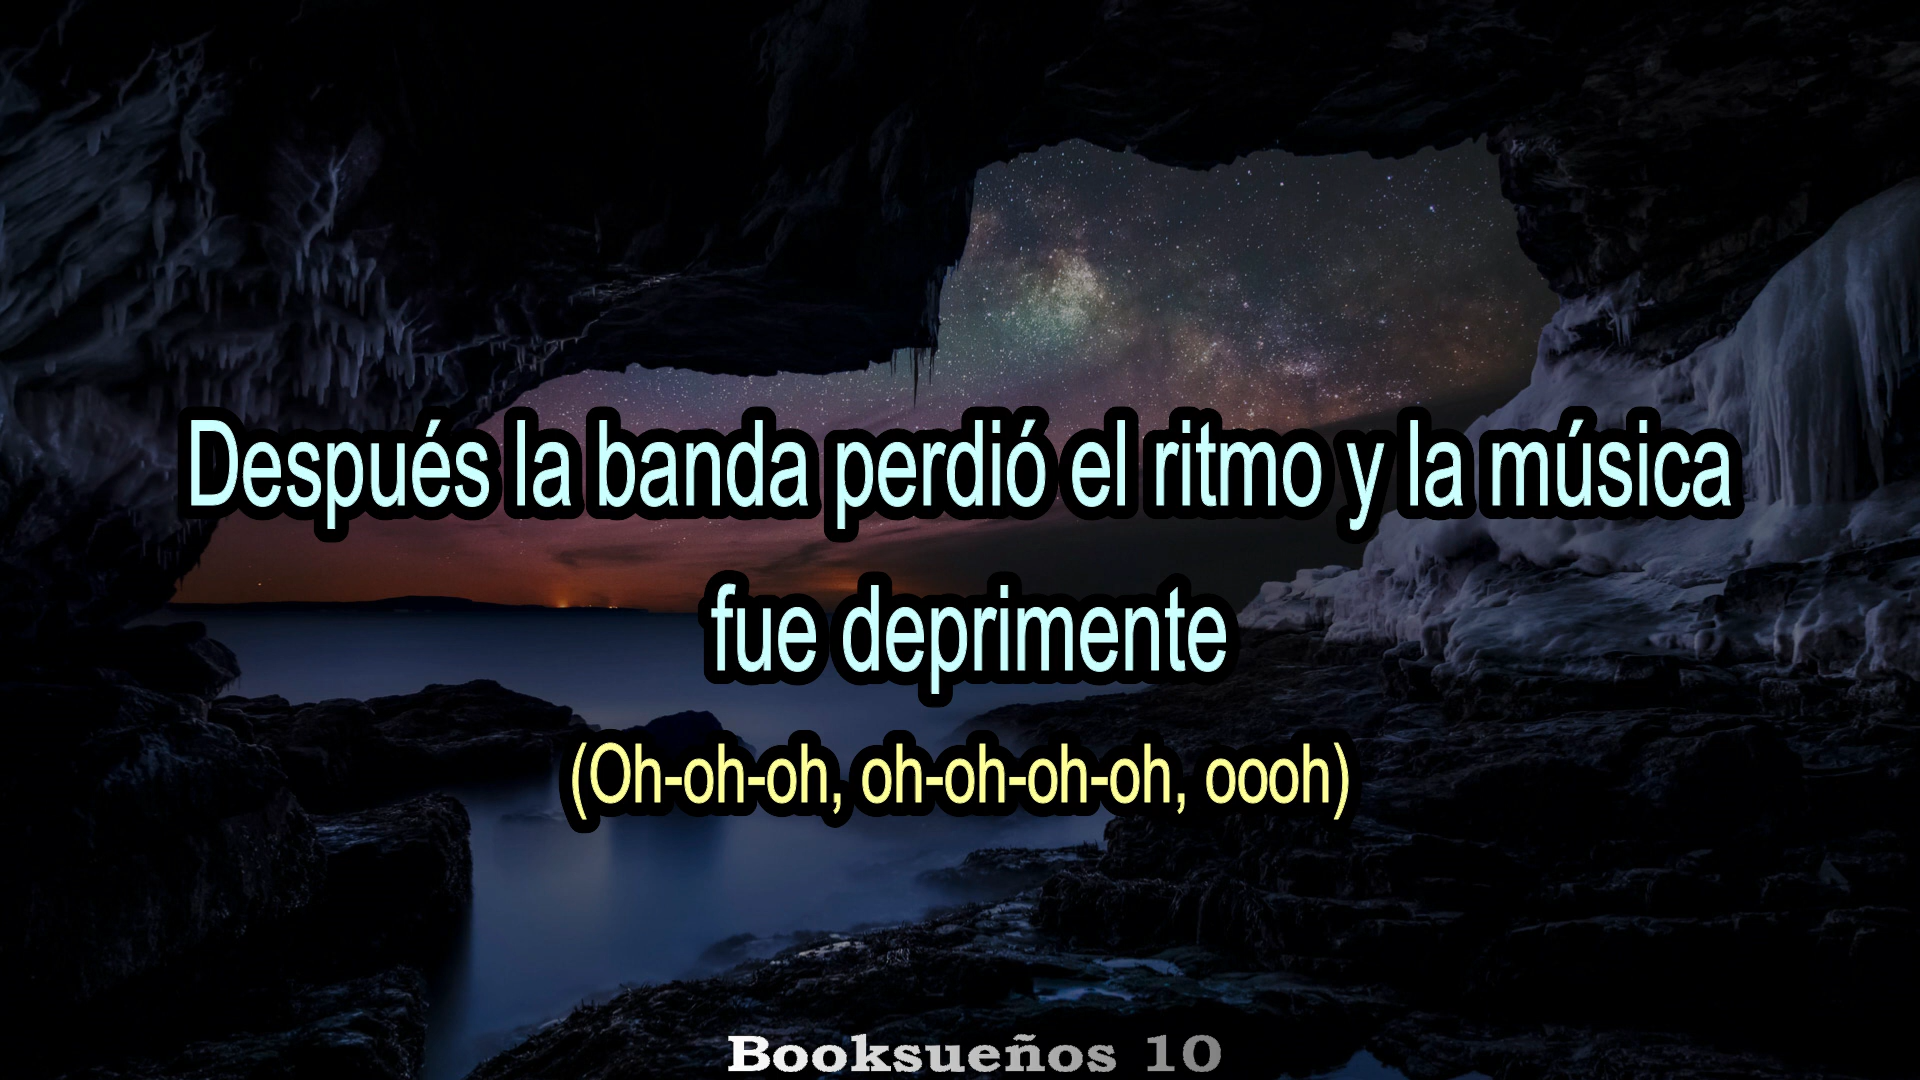 Después la banda perdió el ritmo y la música
fue deprimente
(Oh-oh-oh, oh-oh-oh-oh, oooh)
Booksueños 10